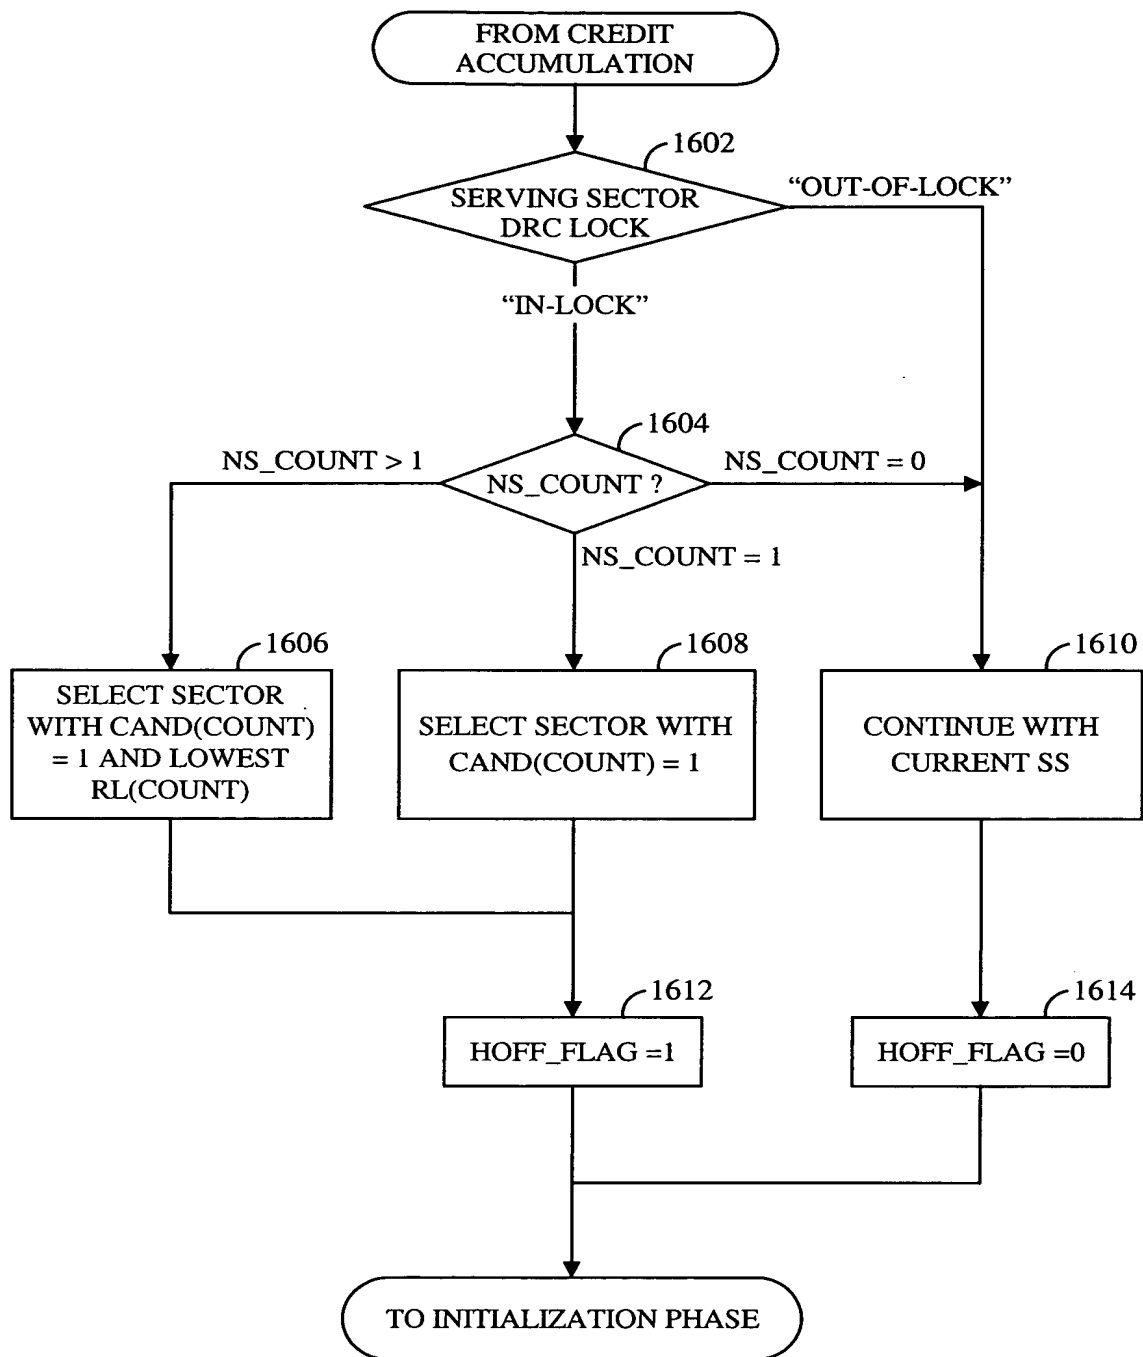 FROM CREDIT
ACCUMULATION
1602
SERVING SECTOR
DRC LOCK
“OUT-OF-LOCK”
“IN-LOCK”
1604
NS_COUNT > 1
NS_COUNT ?
NS_COUNT = 0
NS_COUNT = 1
1606
SELECT SECTOR
WITH CAND(COUNT)
= 1 AND LOWEST
RL(COUNT)
1608
SELECT SECTOR WITH
CAND(COUNT) = 1
1610
CONTINUE WITH
CURRENT SS
1612
HOFF_FLAG =1
1614
HOFF_FLAG =0
TO INITIALIZATION PHASE